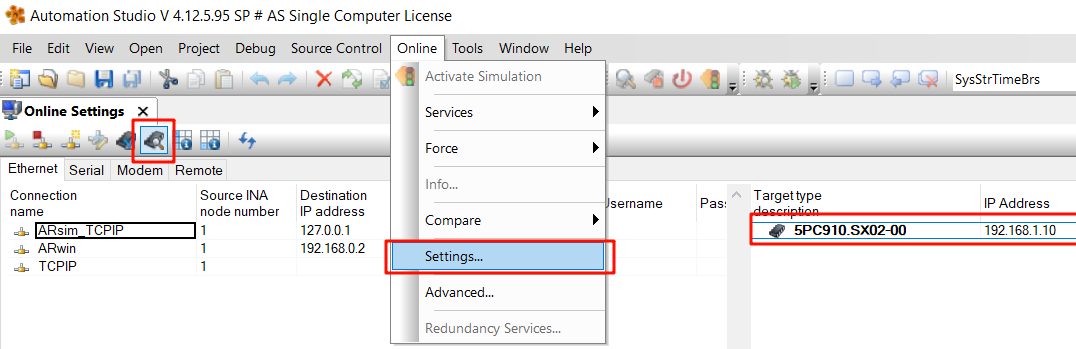 Automation Studio V 4.12.5.95 SP # AS Single Computer License
File Edit View Open Project Debug Source Control Online Tools Window Help
Activate Simulation
SysStrTimeBrs
Online Settings
Services
Force
Ethernet Serial Modem Remote
Info...
Connection name
Source INA node number
Destination IP address
Username
Target type description
IP Address
Compare
ARsim_TCPIP 1 127.0.0.1
5PC910.SX02-00 192.168.1.10
ARwin 1 192.168.0.2
Settings...
TCPIP 1
Advanced...
Redundancy Services...